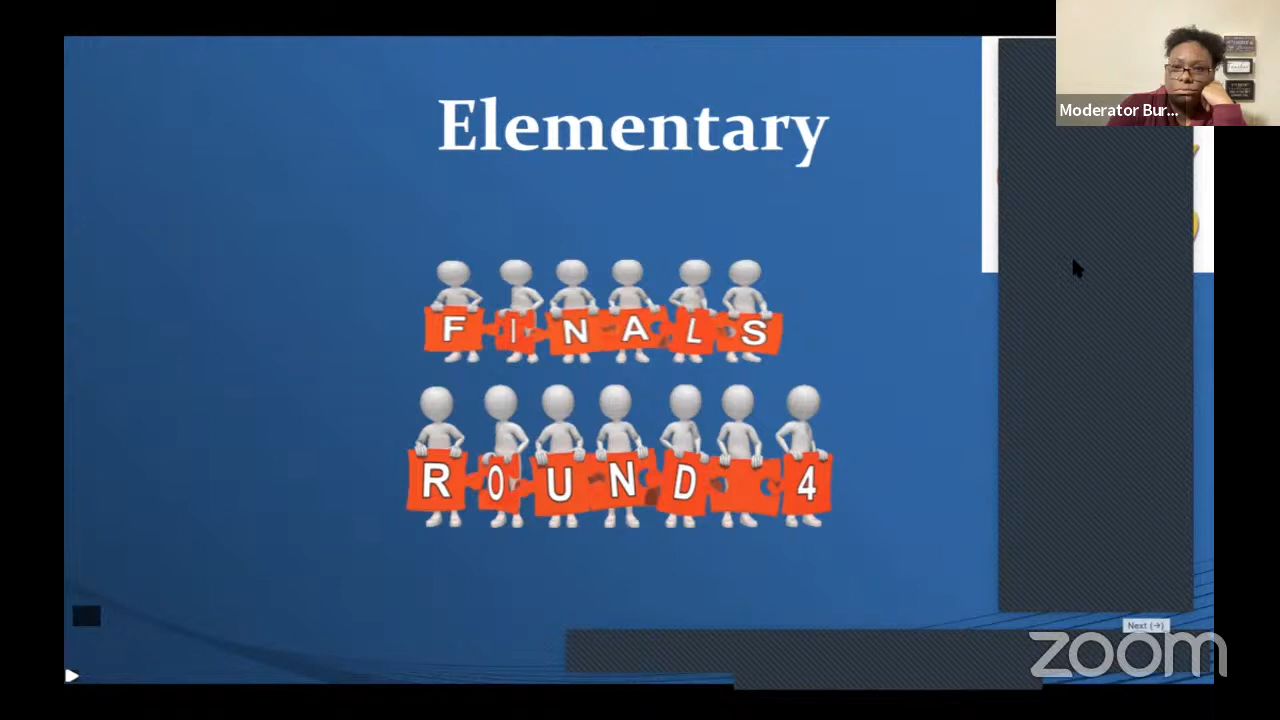 Elementary
Moderator Bur...
FINALS
ROUND 4
Next (→)
zoom